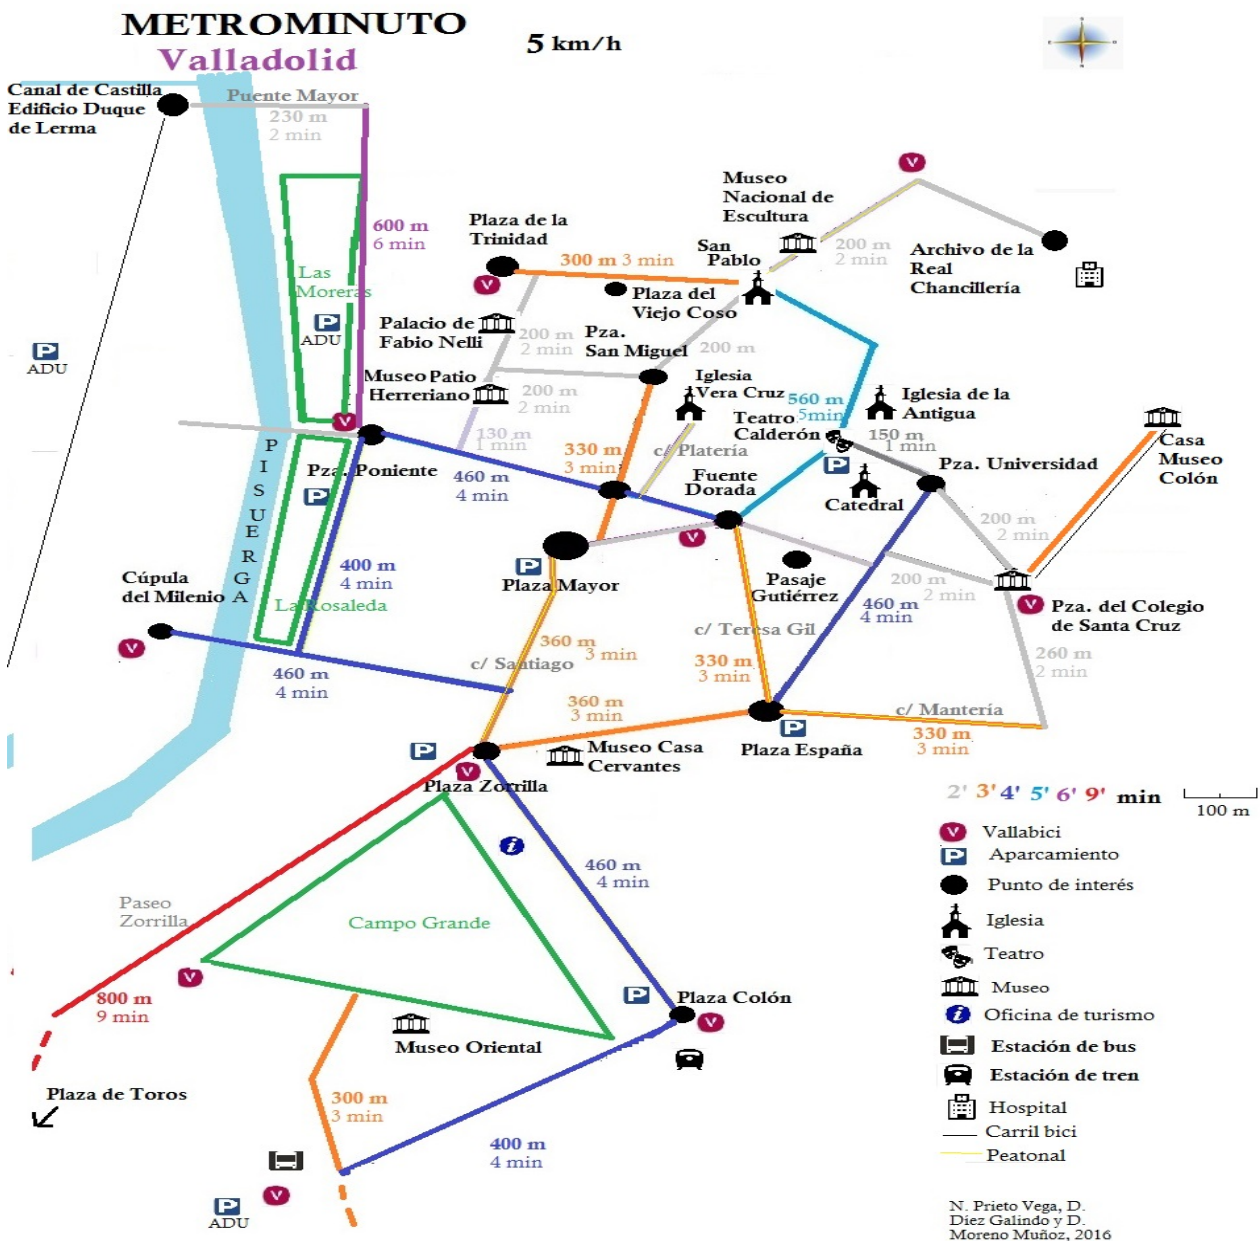 METROMINUTO
Valladolid
5 km/h
Canal de Castilla
Edificio Duque
de Lerma
Puente Mayor
230 m
2 min
600 m
6 min
Las
Moreras
P
ADU
P
ADU
Plaza de la
Trinidad
V
300 m 3 min
Plaza del
Viejo Coso
San
Pablo
Museo
Nacional de
Escultura
V
200 m
2 min
Archivo de la
Real
Chancillería
Palacio de
Fabio Nelli
200 m
2 min
Pza.
San Miguel
200 m
Museo Patio
Herreriano
200 m
2 min
130 m
1 min
Iglesia
Vera Cruz
560 m
5min
Teatro
Calderón
P
Iglesia de la
Antigua
150 m
1 min
Casa
Museo
Colón
V
Pza. Poniente
P
460 m
4 min
330 m
3 min
c/ Platería
Fuente
Dorada
Catedral
Pza. Universidad
200 m
2 min
PISUERGA
400 m
4 min
La Rosaleda
Cúpula
del Milenio
V
460 m
4 min
P
Plaza Mayor
V
Pasaje
Gutiérrez
200 m
2 min
460 m
4 min
V
Pza. del Colegio
de Santa Cruz
260 m
2 min
c/ Teresa Gil
330 m
3 min
360 m
3 min
c/ Santiago
360 m
3 min
c/ Mantería
330 m
3 min
P
Plaza España
P
V
Plaza Zorrilla
Museo Casa
Cervantes
i
460 m
4 min
Campo Grande
Paseo
Zorrilla
V
800 m
9 min
Plaza de Toros
P
Plaza Colón
V
Museo Oriental
300 m
3 min
400 m
4 min
V
P
ADU
2' 3' 4' 5' 6' 9' min
100 m
V Vallabici
P Aparcamiento
Punto de interés
Iglesia
Teatro
Museo
i Oficina de turismo
Estación de bus
Estación de tren
Hospital
Carril bici
Peatonal
N. Prieto Vega, D.
Díez Galindo y D.
Moreno Muñoz, 2016